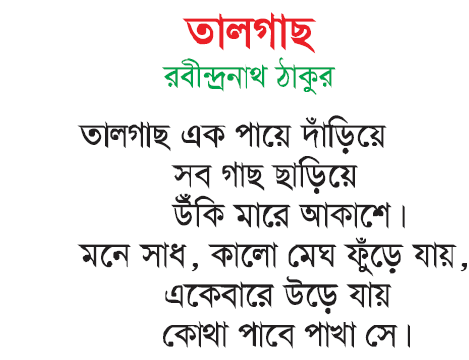 তালগাছ
রবীন্দ্রনাথ ঠাকুর
তালগাছ এক পায়ে দাঁড়িয়ে
সব গাছ ছাড়িয়ে
উঁকি মারে আকাশে।
মনে সাধ, কালো মেঘ ফুঁড়ে যায়,
একেবারে উড়ে যায়
কোথা পাবে পাখা সে।